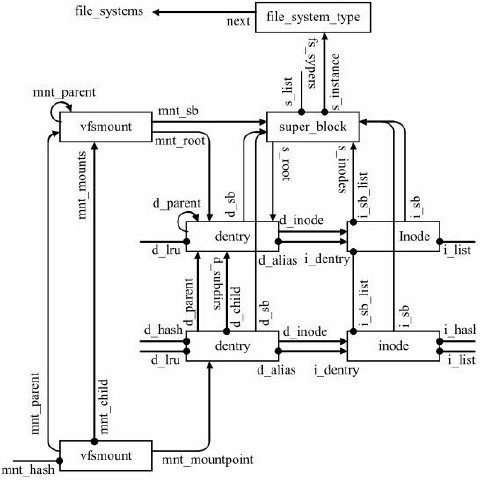 file_systems
next
file_system_type
fs_sypers
s_list
s_instance
mnt_parent
vfsmount
mnt_sb
mnt_root
super_block
mnt_mounts
s_root
s_inodes
d_sb
i_sb_list
i_sb
d_parent
d_inode
dentry
Inode
d_lru
d_alias
i_dentry
i_list
d_parent
d_subdirs
d_child
d_sb
i_sb_list
i_sb
d_hash
d_inode
i_hash
dentry
inode
d_lru
d_alias
i_dentry
i_list
mnt_parent
mnt_child
vfsmount
mnt_mountpoint
mnt_hash